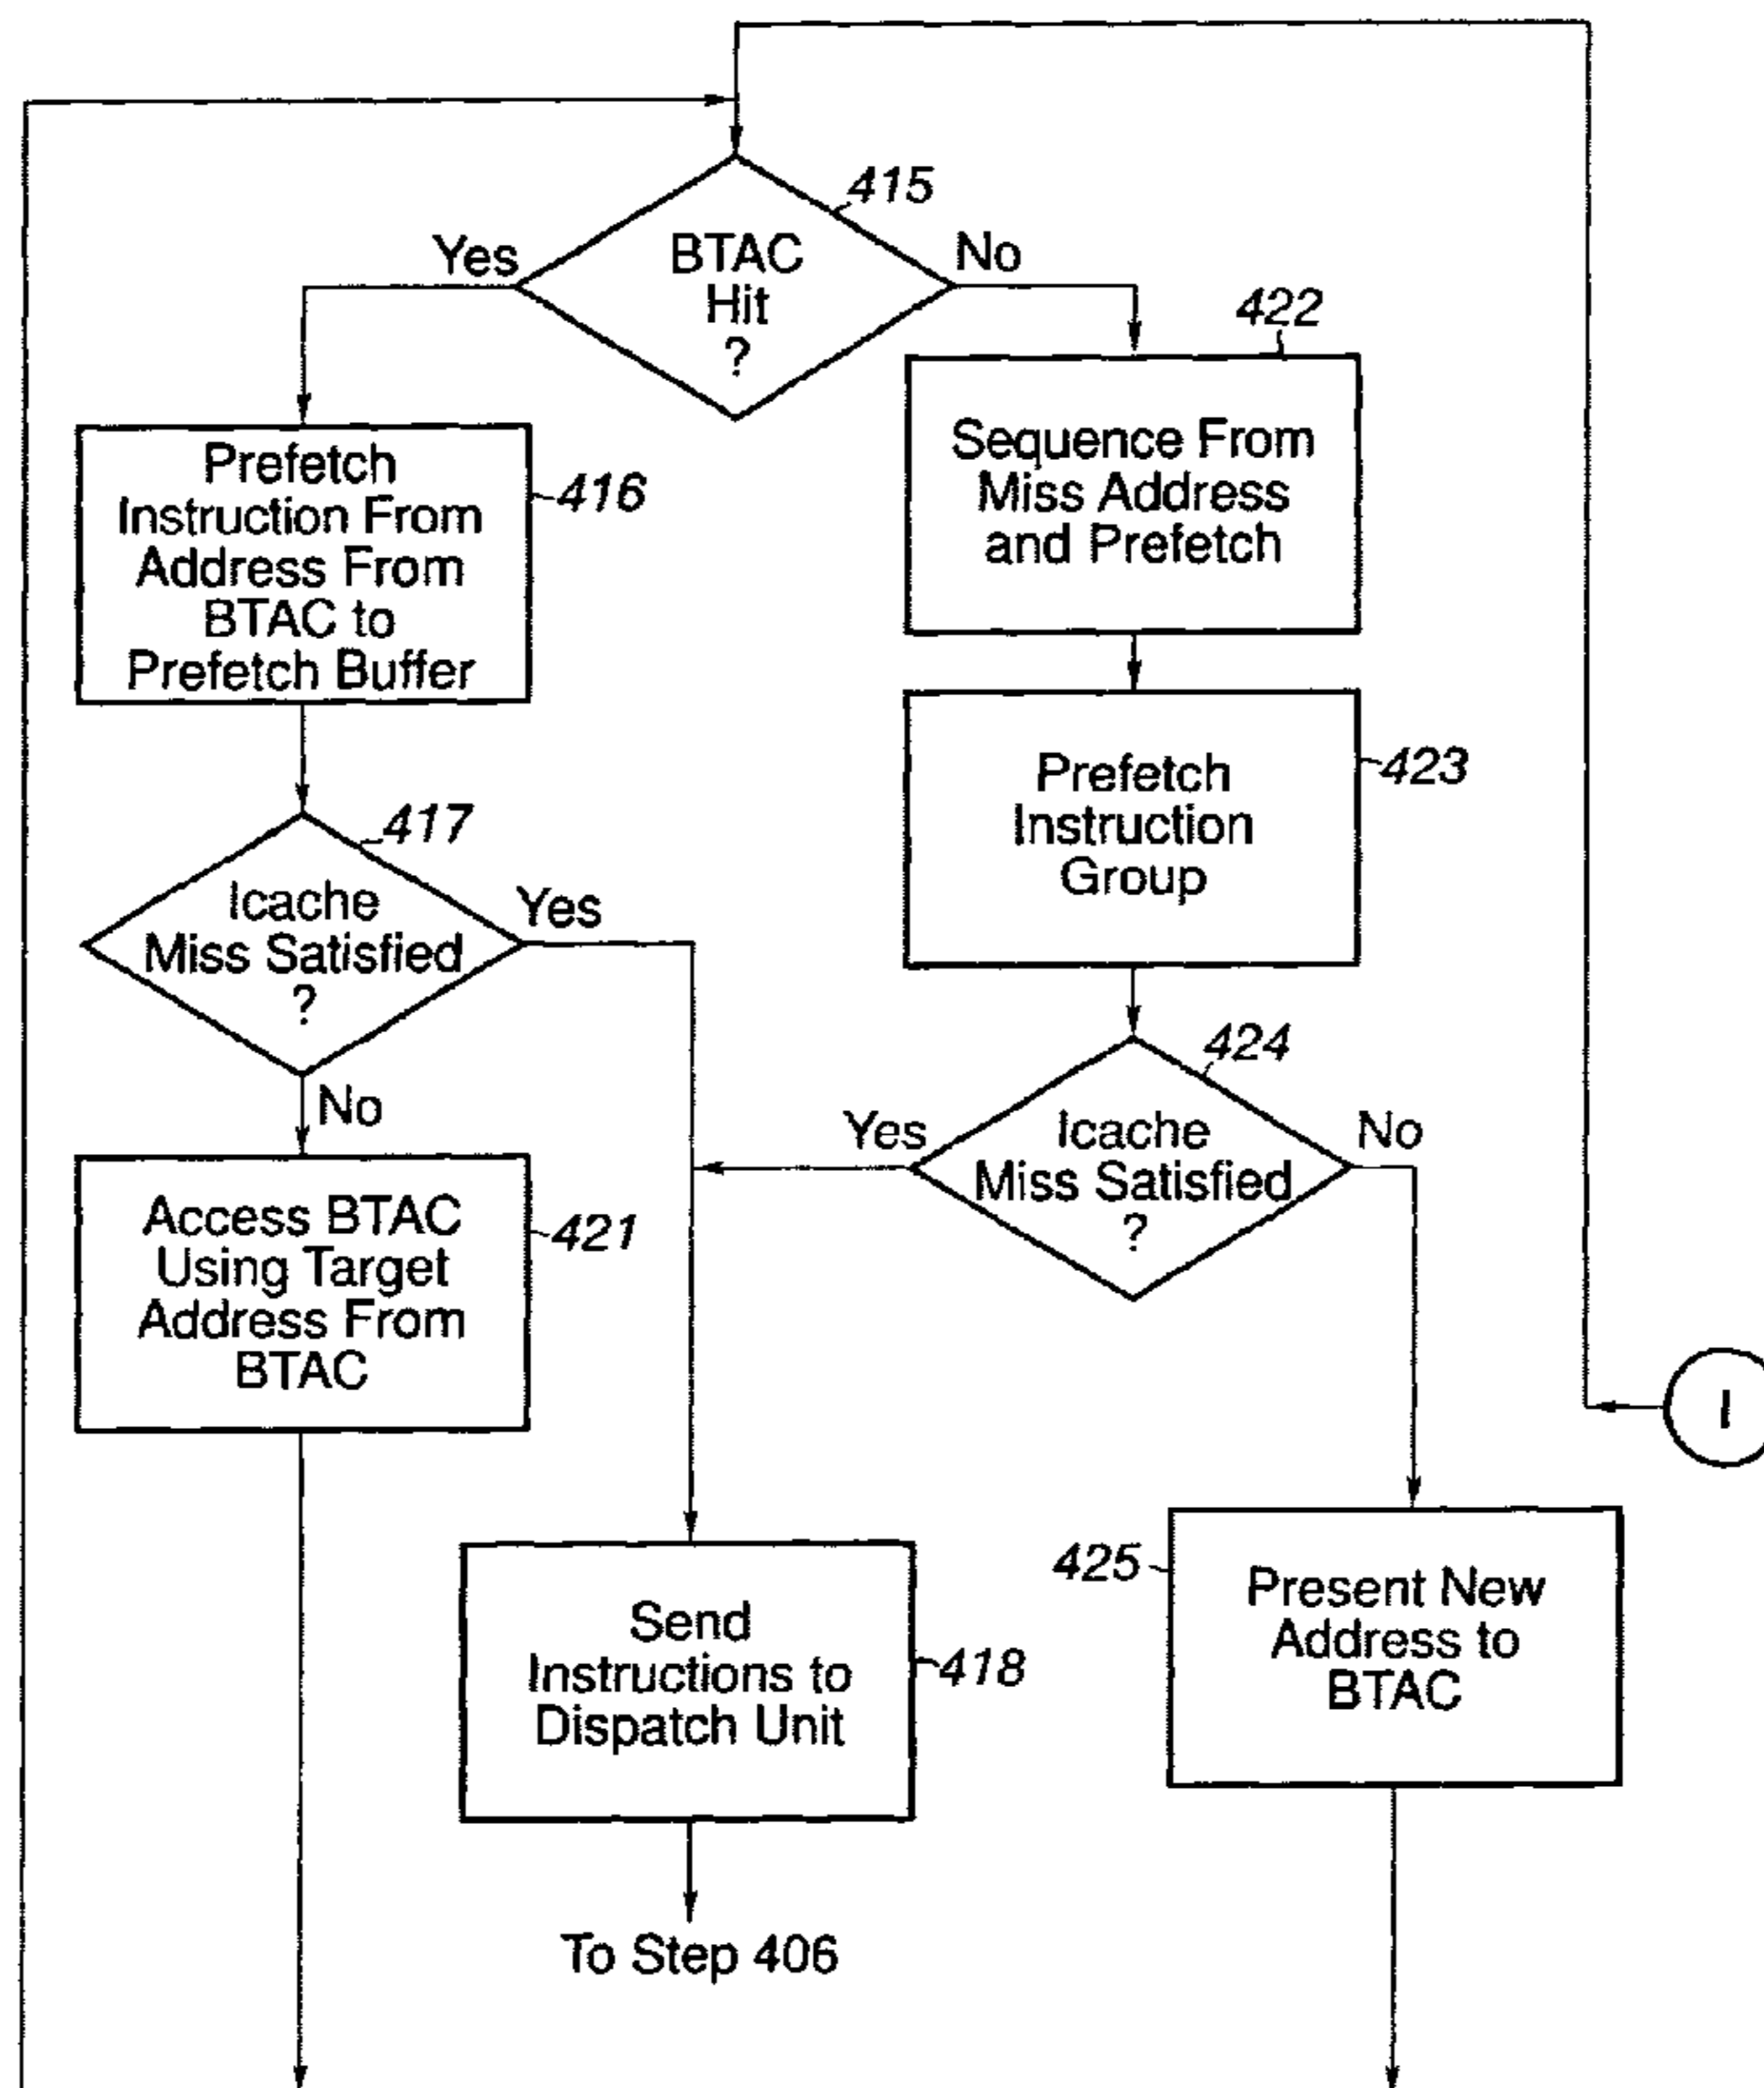 415
BTAC
Hit
?
Yes
No
422
Sequence From
Miss Address
and Prefetch
Prefetch
Instruction From
Address From
BTAC to
Prefetch Buffer
416
Prefetch
Instruction
Group
423
417
Icache
Miss Satisfied
?
Yes
No
424
Icache
Miss Satisfied
?
Yes
No
Access BTAC
Using Target
Address From
BTAC
421
I
Send
Instructions to
Dispatch Unit
418
425
Present New
Address to
BTAC
To Step 406